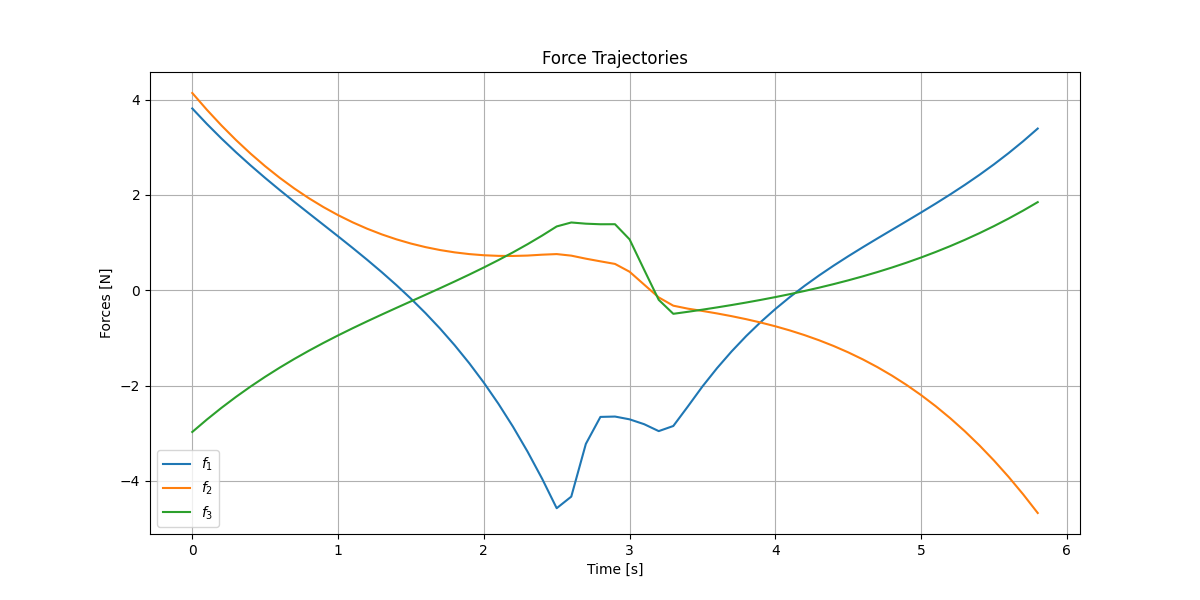 Force Trajectories
Forces [N]
4
2
0
−2
−4
f₁
f₂
f₃
0 1 2 3 4 5 6
Time [s]